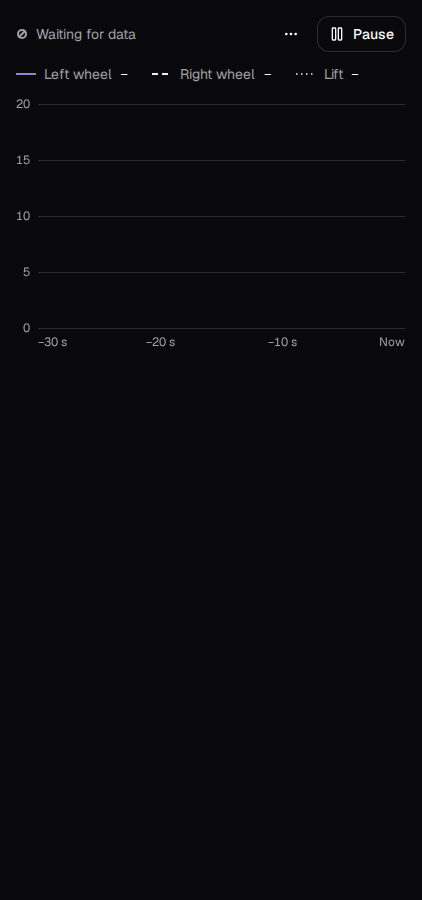 Waiting for data
Pause
Left wheel –
Right wheel –
Lift –
20
15
10
5
0
−30 s
−20 s
−10 s
Now